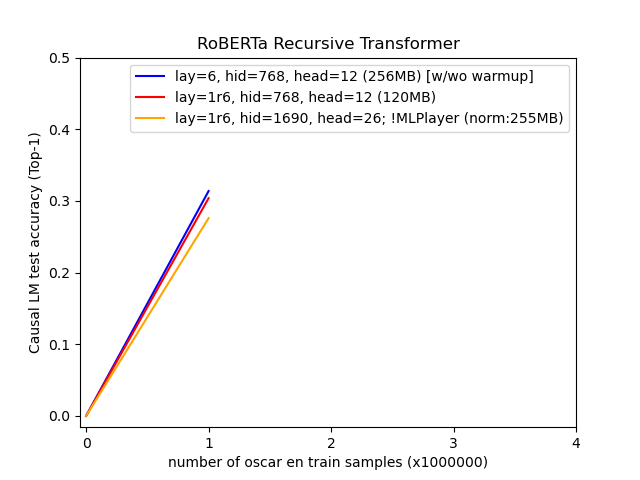 RoBERTa Recursive Transformer
lay=6, hid=768, head=12 (256MB) [w/wo warmup]
lay=1r6, hid=768, head=12 (120MB)
lay=1r6, hid=1690, head=26; !MLPlayer (norm:255MB)
Causal LM test accuracy (Top-1)
0.5
0.4
0.3
0.2
0.1
0.0
0 1 2 3 4
number of oscar en train samples (x1000000)